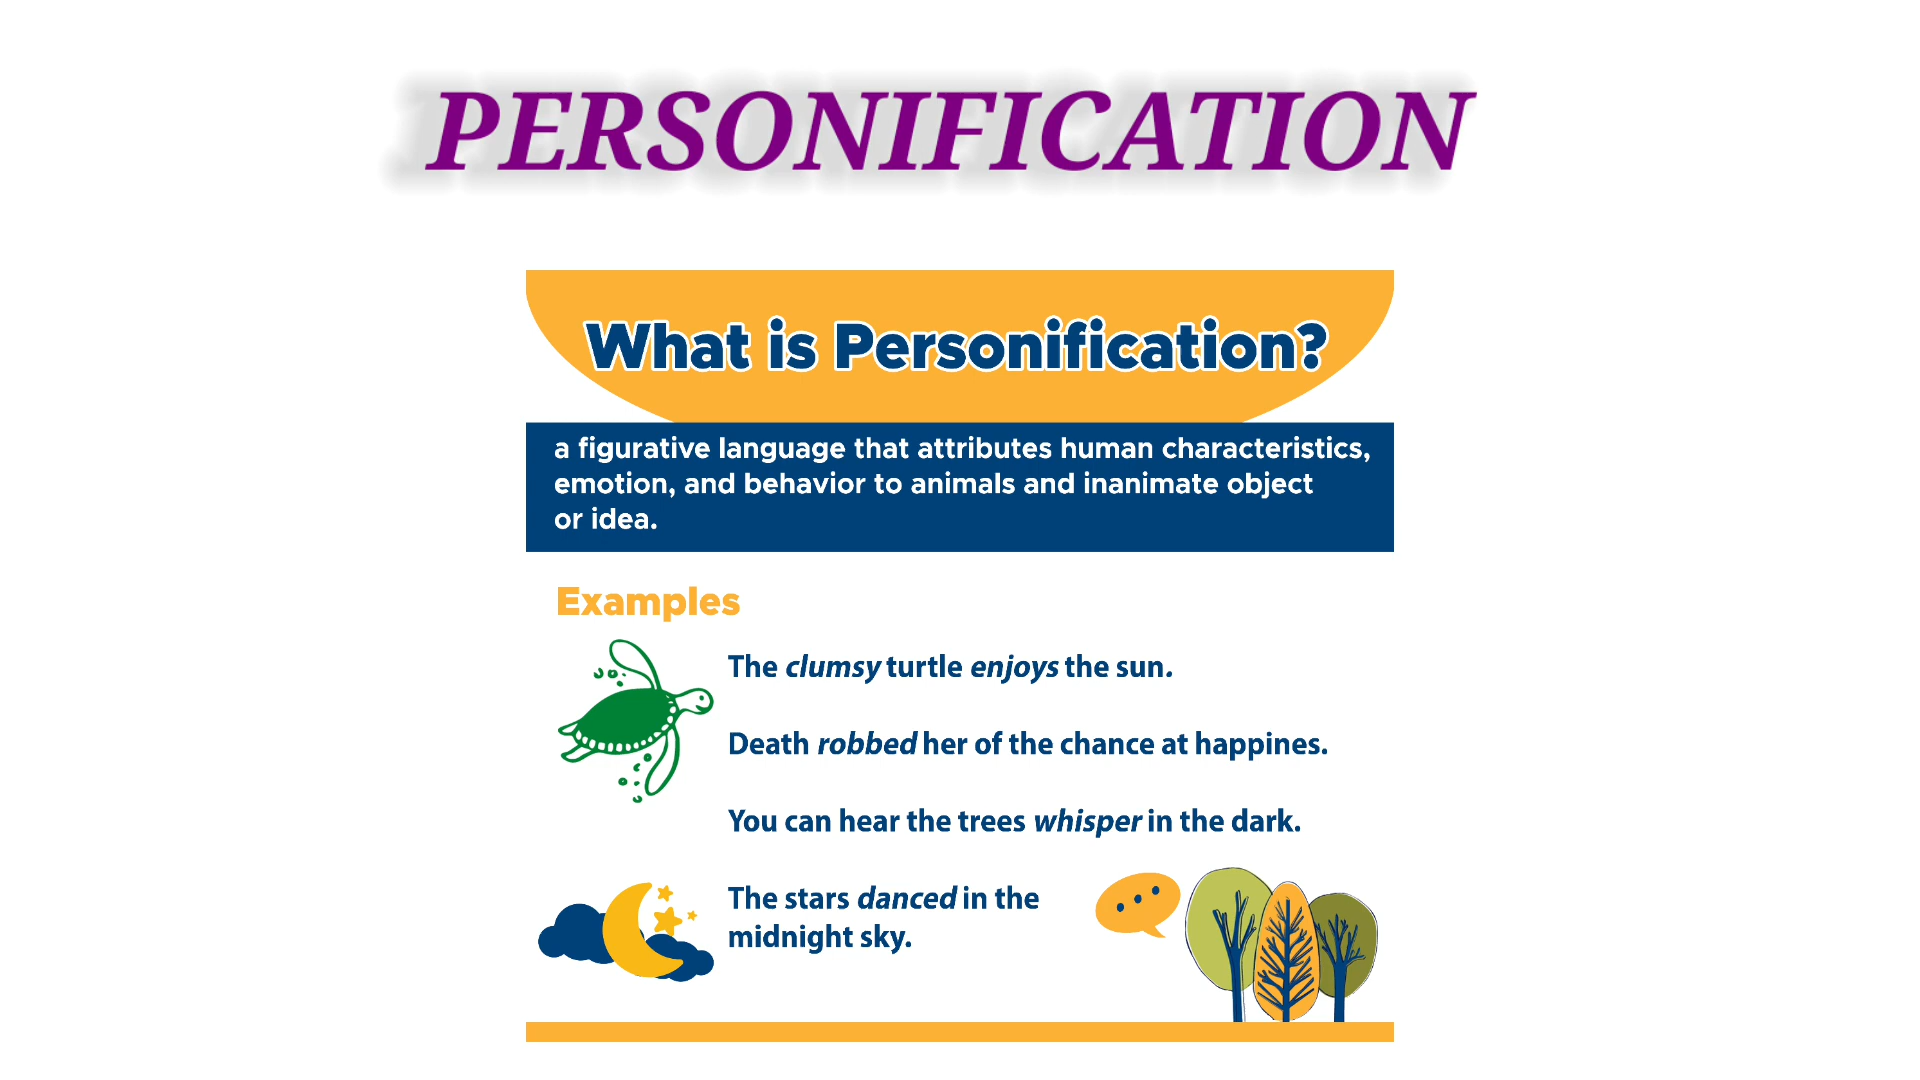 PERSONIFICATION
What is Personification?
a figurative language that attributes human characteristics,
emotion, and behavior to animals and inanimate object
or idea.
Examples
The clumsy turtle enjoys the sun.
Death robbed her of the chance at happines.
You can hear the trees whisper in the dark.
The stars danced in the
midnight sky.